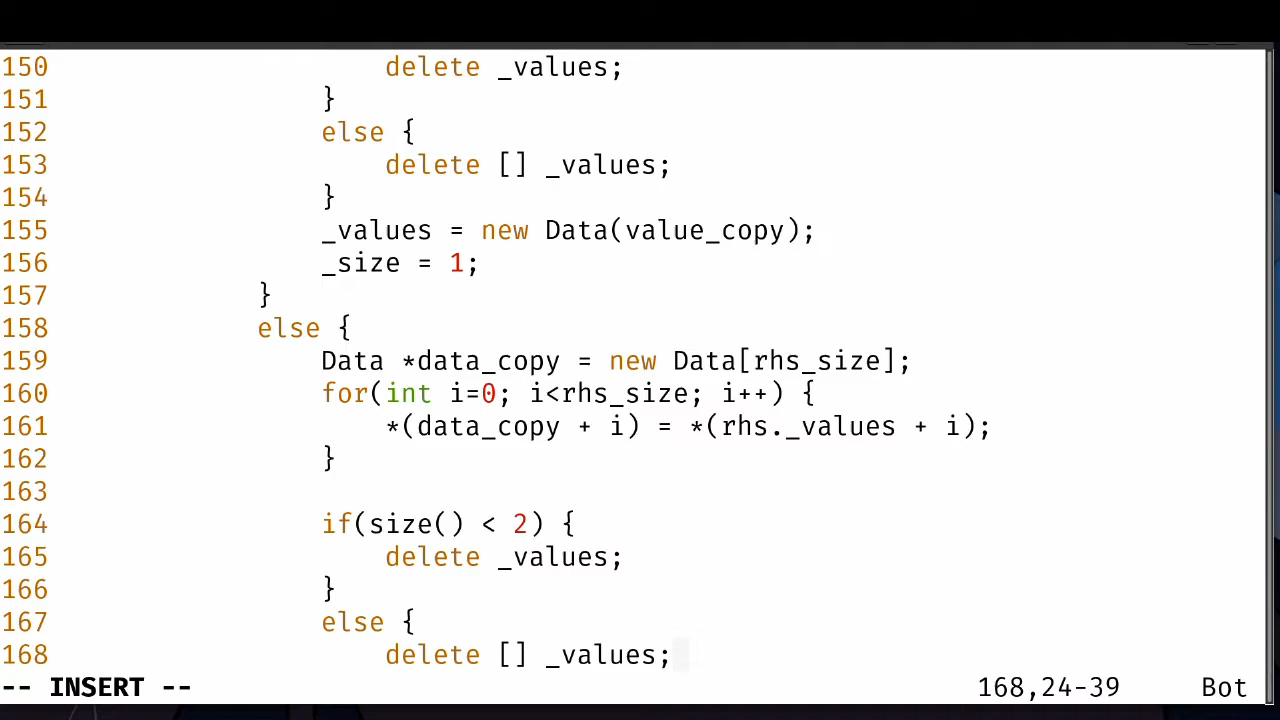 150                     delete _values;
151                 }
152                 else {
153                     delete [] _values;
154                 }
155                 _values = new Data(value_copy);
156                 _size = 1;
157             }
158             else {
159                 Data *data_copy = new Data[rhs_size];
160                 for(int i=0; i<rhs_size; i++) {
161                     *(data_copy + i) = *(rhs._values + i);
162                 }
163
164                 if(size() < 2) {
165                     delete _values;
166                 }
167                 else {
168                     delete [] _values;
-- INSERT -- 168,24-39 Bot